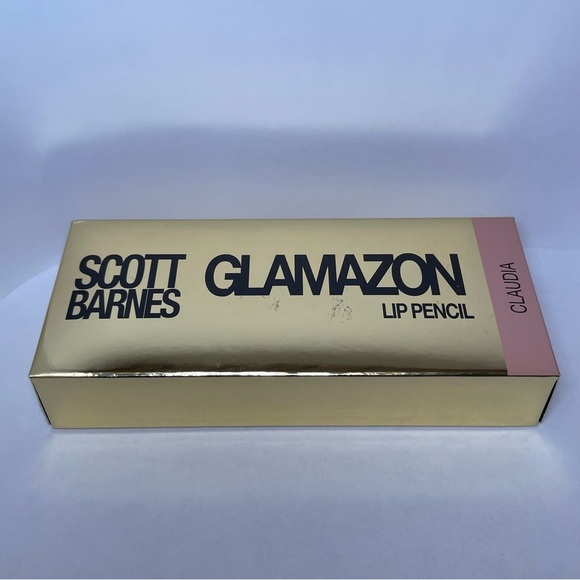 SCOTT
BARNES
GLAMAZON
LIP PENCIL
CLAUDIA